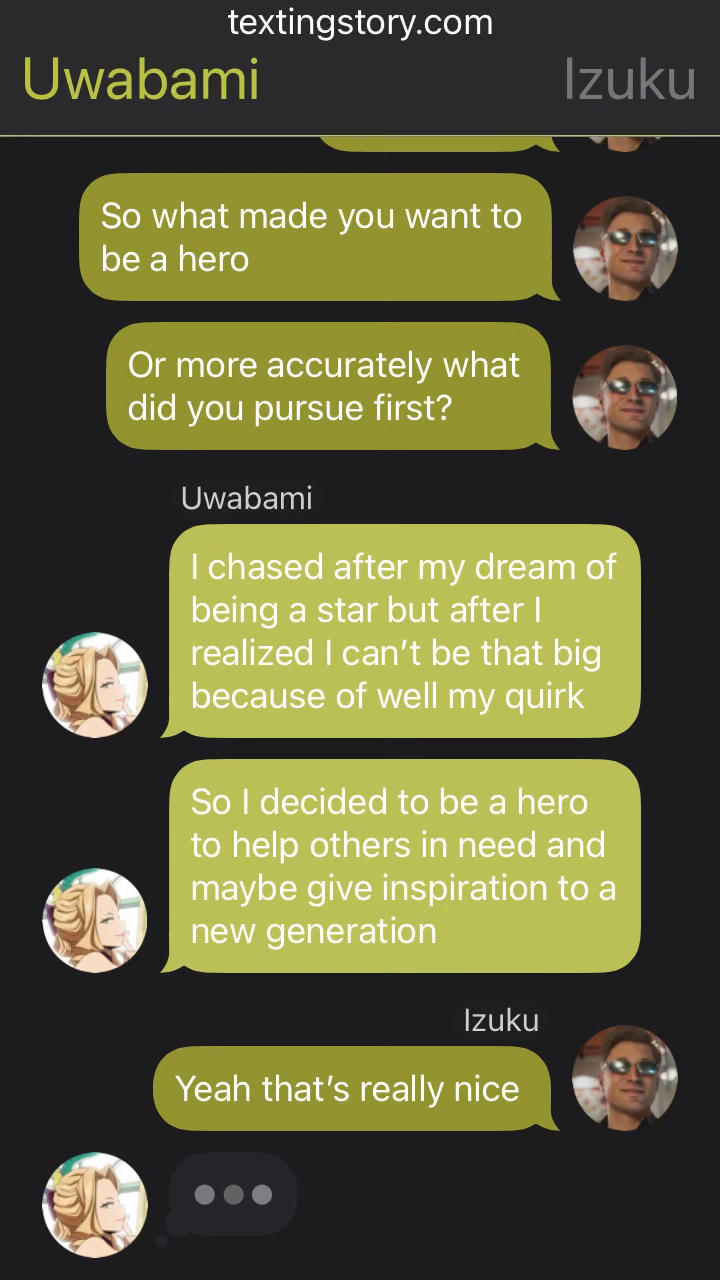 textingstory.com
Uwabami
Izuku
So what made you want to
be a hero
Or more accurately what
did you pursue first?
Uwabami
I chased after my dream of
being a star but after I
realized I can’t be that big
because of well my quirk
So I decided to be a hero
to help others in need and
maybe give inspiration to a
new generation
Izuku
Yeah that’s really nice